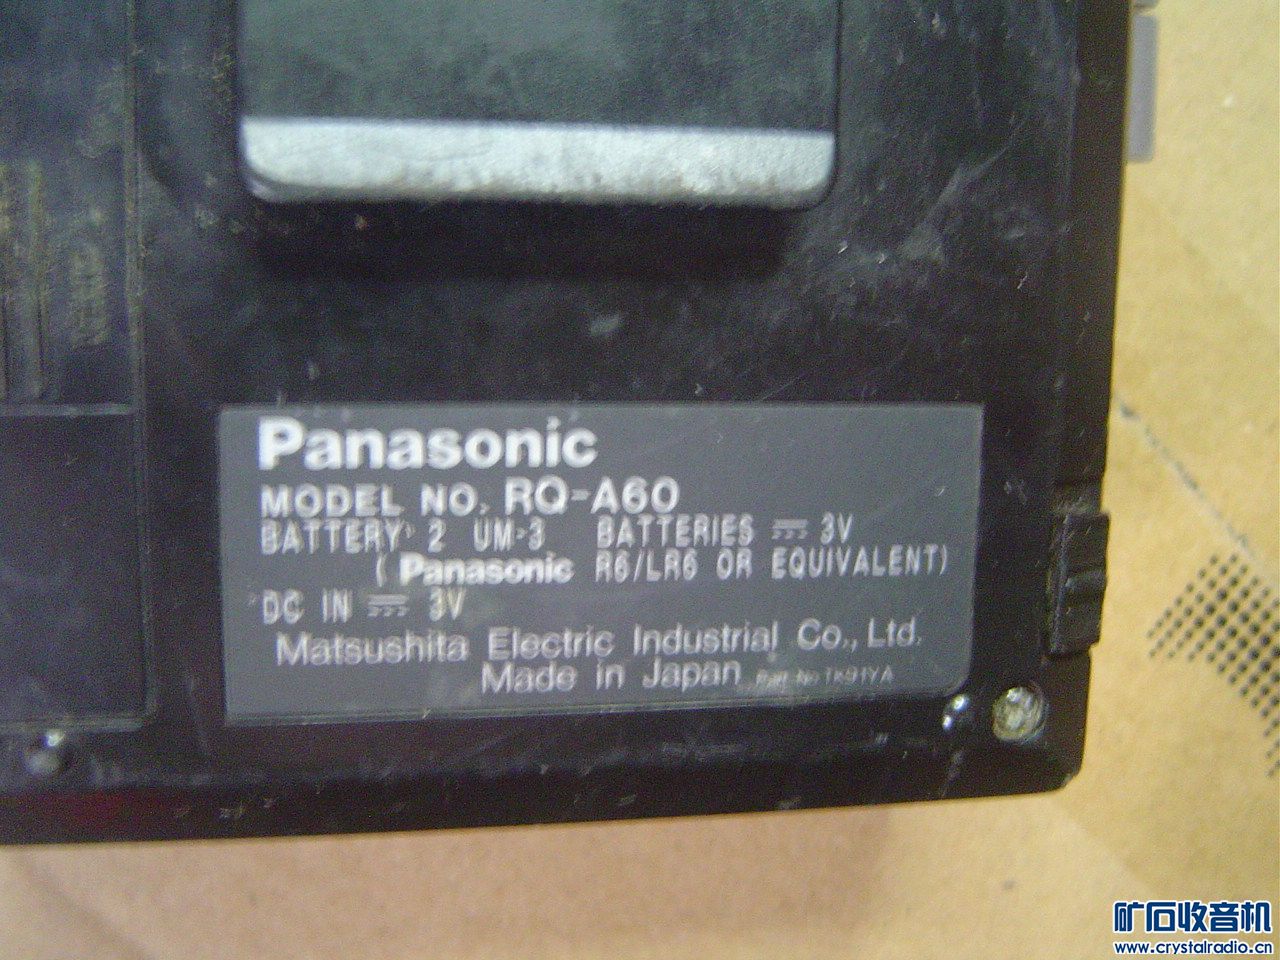 Panasonic
MODEL NO. RQ-A60
BATTERY 2 UM-3 BATTERIES ⎓ 3V
( Panasonic R6/LR6 OR EQUIVALENT)
DC IN ⎓ 3V
Matsushita Electric Industrial Co., Ltd.
Made in Japan
矿石收音机
www.crystalradio.cn